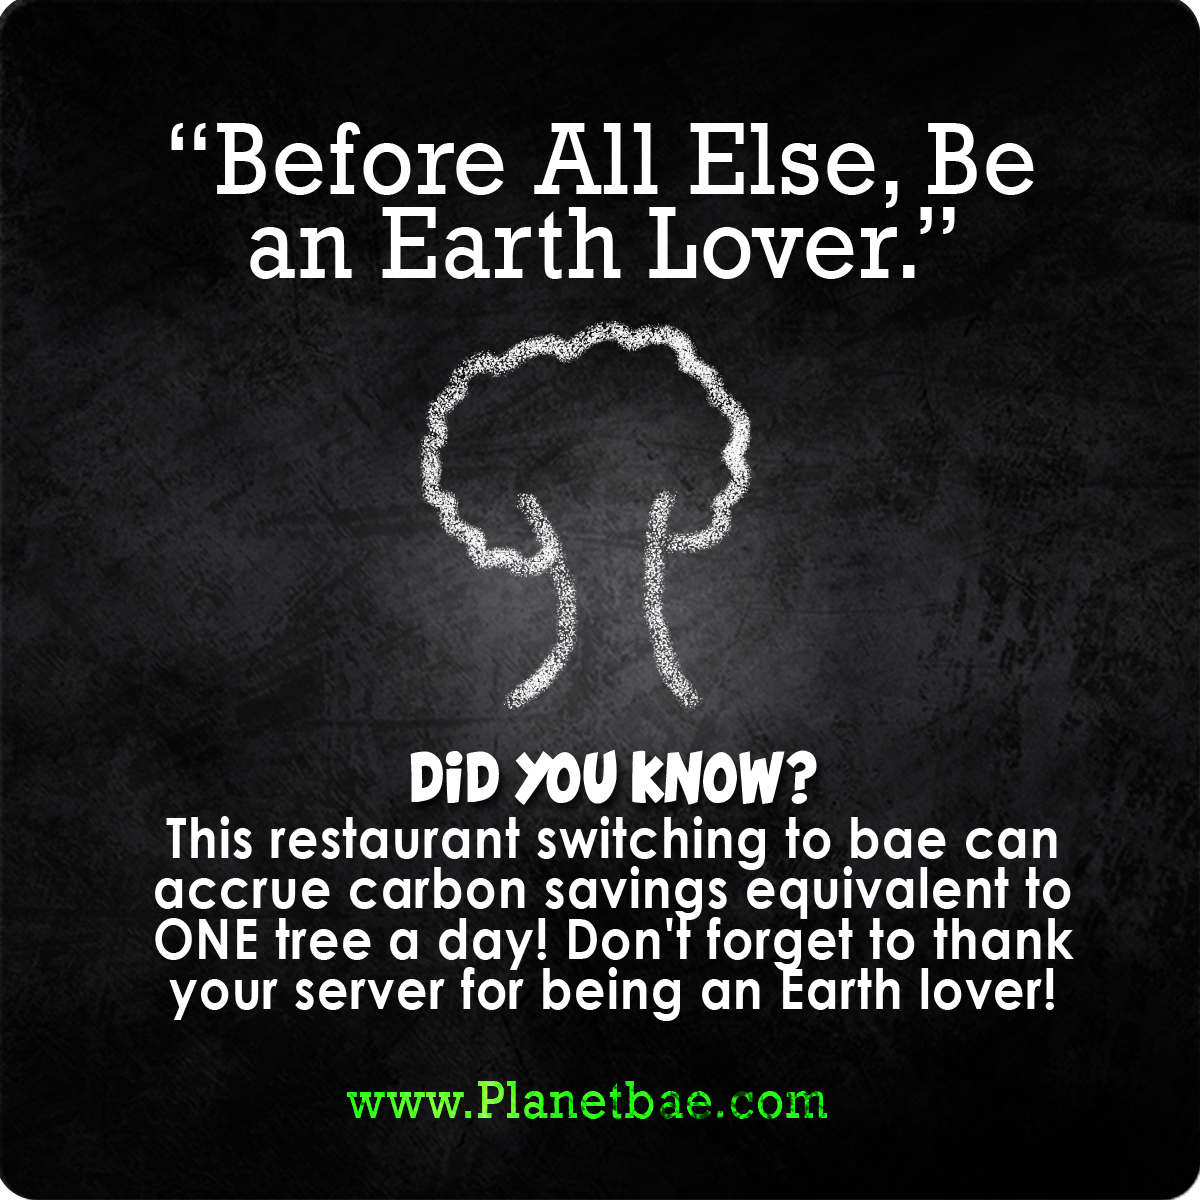 “Before All Else, Be
an Earth Lover.”
DiD YOU KNOW?
This restaurant switching to bae can
accrue carbon savings equivalent to
ONE tree a day! Don't forget to thank
your server for being an Earth lover!
www.Planetbae.com